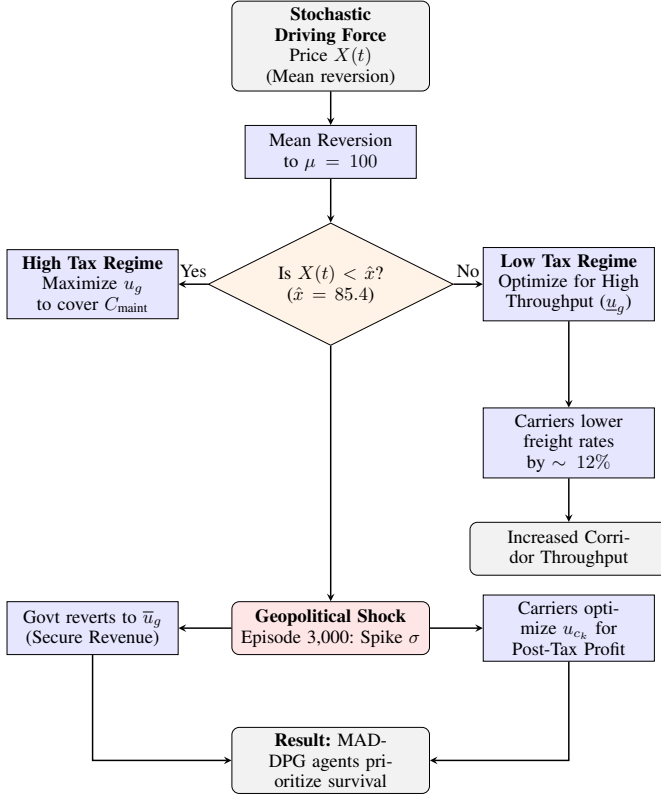 Stochastic
Driving Force
Price X(t)
(Mean reversion)
Mean Reversion
to μ = 100
Is X(t) < x̂?
(x̂ = 85.4)
Yes
No
High Tax Regime
Maximize u_g
to cover C_maint
Low Tax Regime
Optimize for High
Throughput (u̲_g)
Carriers lower
freight rates
by ∼ 12%
Increased Corri-
dor Throughput
Govt reverts to u̅_g
(Secure Revenue)
Geopolitical Shock
Episode 3,000: Spike σ
Carriers opti-
mize u_{c_k} for
Post-Tax Profit
Result: MAD-
DPG agents pri-
oritize survival